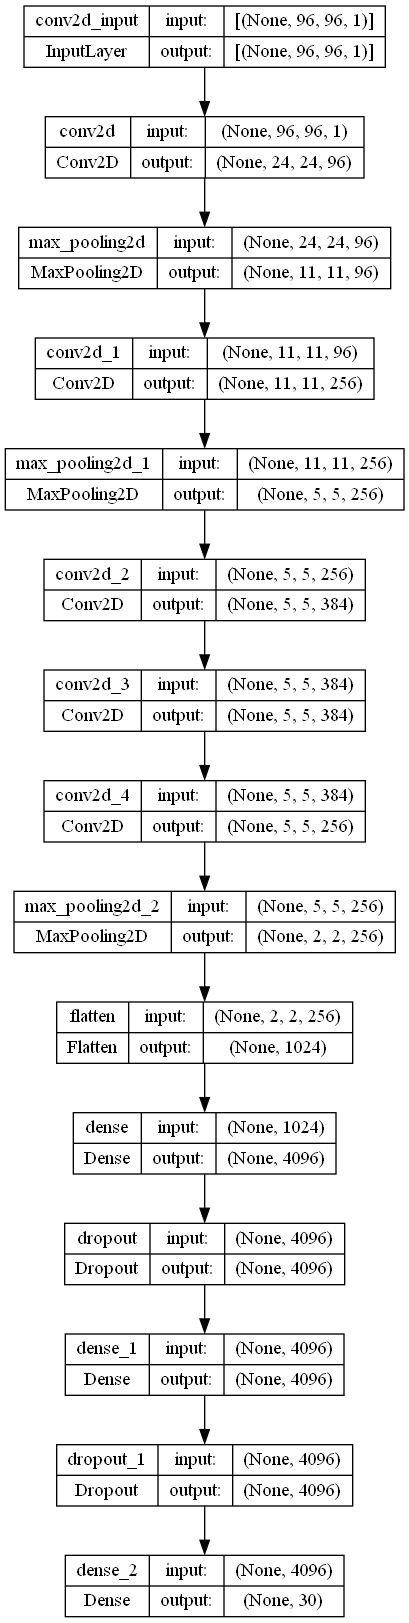 conv2d_input input: [(None, 96, 96, 1)]
InputLayer output: [(None, 96, 96, 1)]
conv2d input: (None, 96, 96, 1)
Conv2D output: (None, 24, 24, 96)
max_pooling2d input: (None, 24, 24, 96)
MaxPooling2D output: (None, 11, 11, 96)
conv2d_1 input: (None, 11, 11, 96)
Conv2D output: (None, 11, 11, 256)
max_pooling2d_1 input: (None, 11, 11, 256)
MaxPooling2D output: (None, 5, 5, 256)
conv2d_2 input: (None, 5, 5, 256)
Conv2D output: (None, 5, 5, 384)
conv2d_3 input: (None, 5, 5, 384)
Conv2D output: (None, 5, 5, 384)
conv2d_4 input: (None, 5, 5, 384)
Conv2D output: (None, 5, 5, 256)
max_pooling2d_2 input: (None, 5, 5, 256)
MaxPooling2D output: (None, 2, 2, 256)
flatten input: (None, 2, 2, 256)
Flatten output: (None, 1024)
dense input: (None, 1024)
Dense output: (None, 4096)
dropout input: (None, 4096)
Dropout output: (None, 4096)
dense_1 input: (None, 4096)
Dense output: (None, 4096)
dropout_1 input: (None, 4096)
Dropout output: (None, 4096)
dense_2 input: (None, 4096)
Dense output: (None, 30)